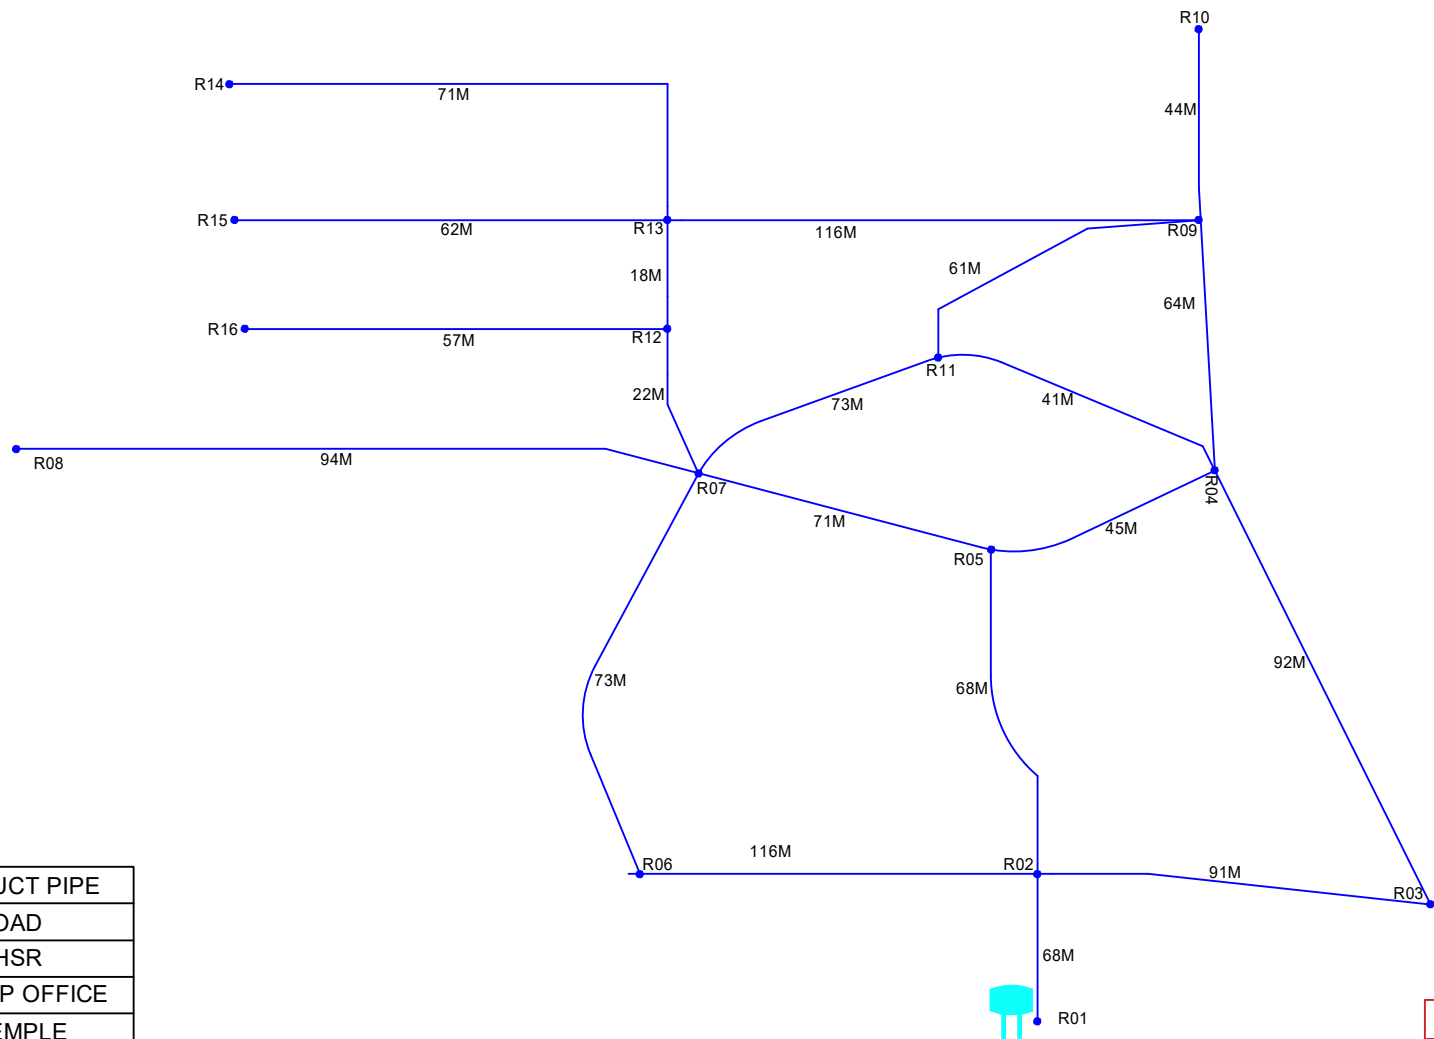 R10
R14
71M
44M
R15
62M
R13
116M
R09
18M
61M
64M
R16
57M
R12
R11
22M
73M
41M
R08
94M
R07
R04
71M
45M
R05
73M
68M
92M
R06
116M
R02
91M
R03
68M
R01
UCT PIPE
OAD
HSR
P OFFICE
EMPLE